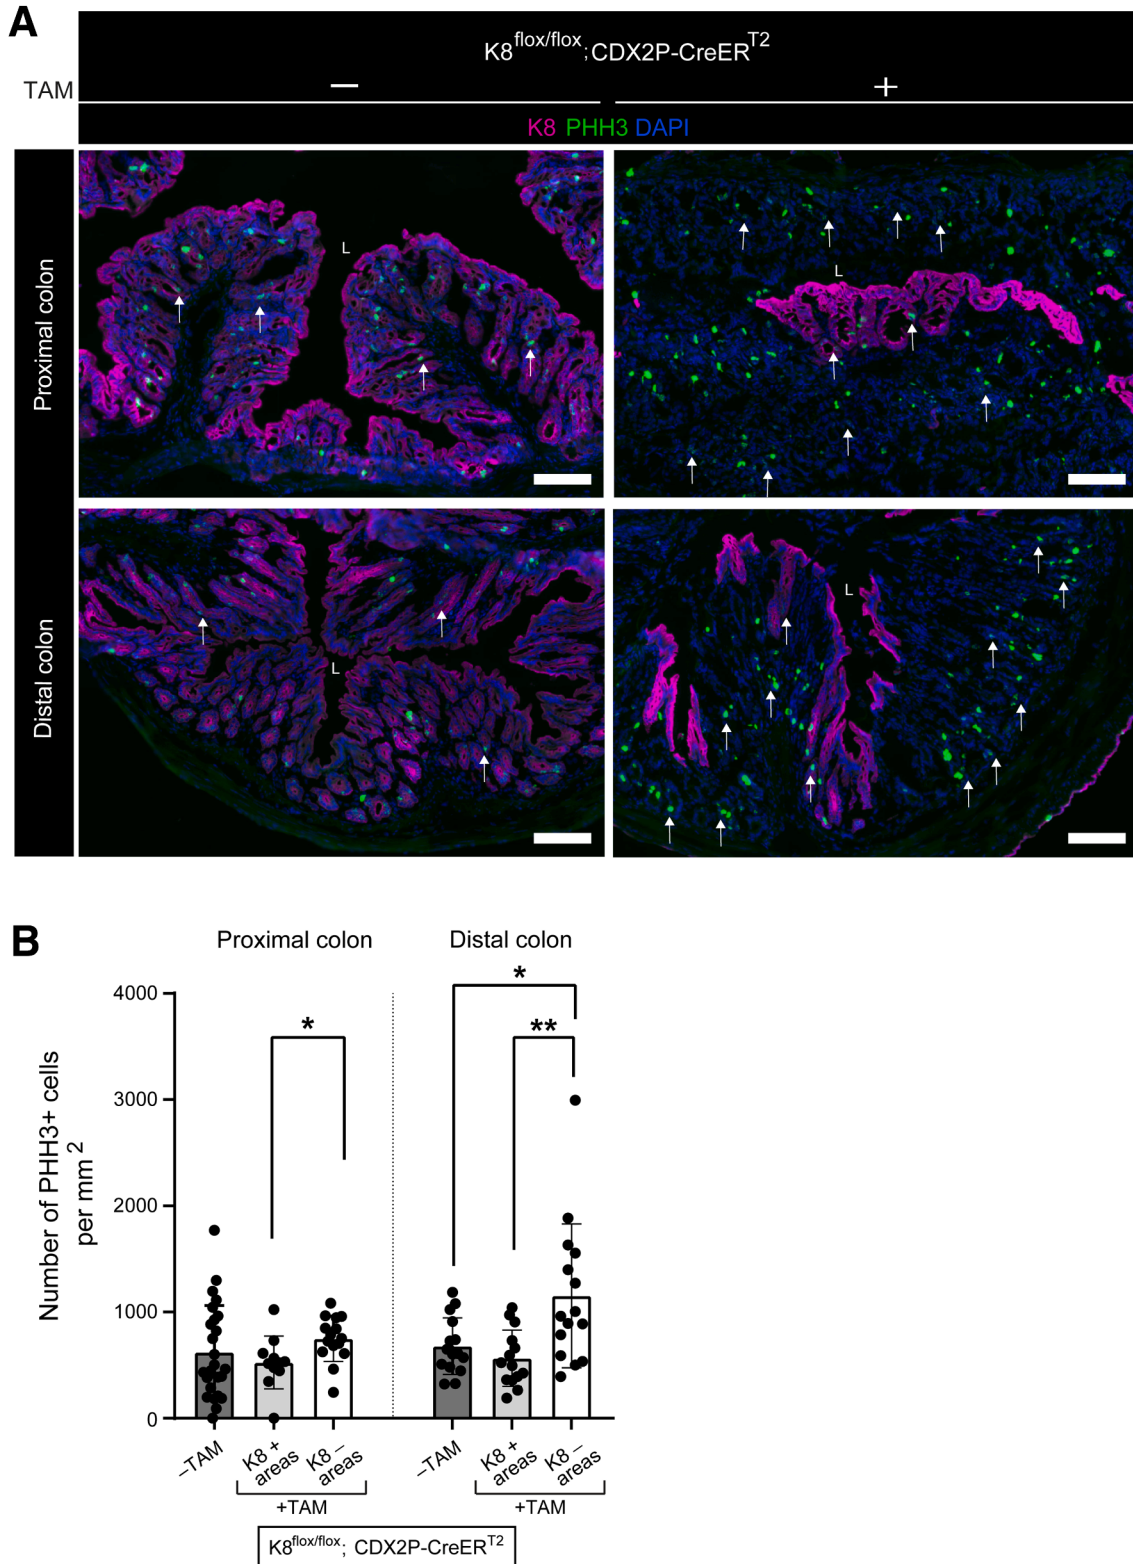 A
K8flox/flox;CDX2P-CreERT2
TAM − +
K8 PHH3 DAPI
Proximal colon
L
L
Distal colon
L
L
B
Proximal colon Distal colon
*
* **
Number of PHH3+ cells
per mm2
4000
3000
2000
1000
0
–TAM
K8 +
areas
K8 –
areas
–TAM
K8 +
areas
K8 –
areas
+TAM +TAM
K8flox/flox; CDX2P-CreERT2